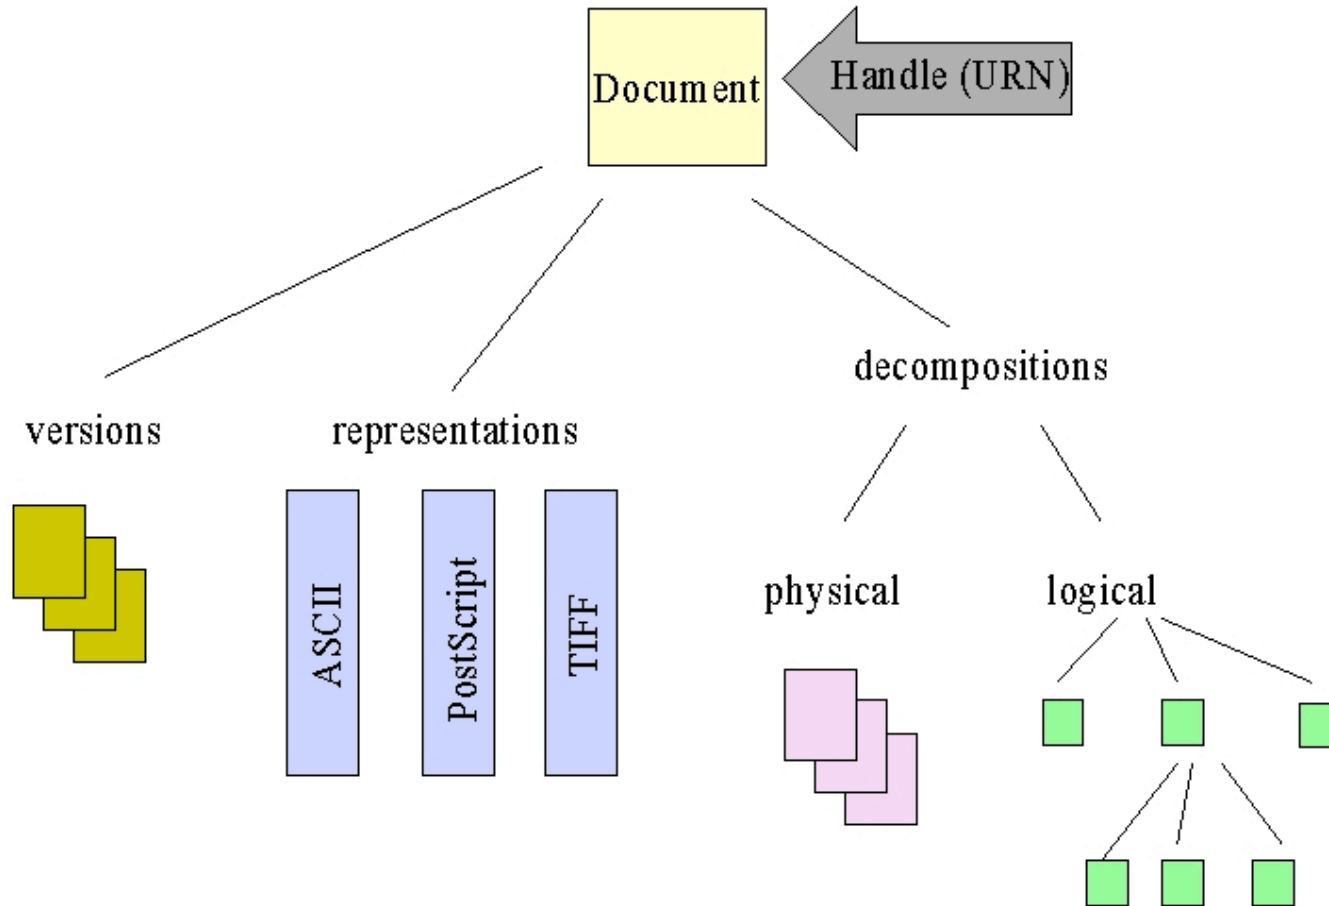 Document
Handle (URN)
decompositions
versions
representations
ASCII
PostScript
TIFF
physical
logical